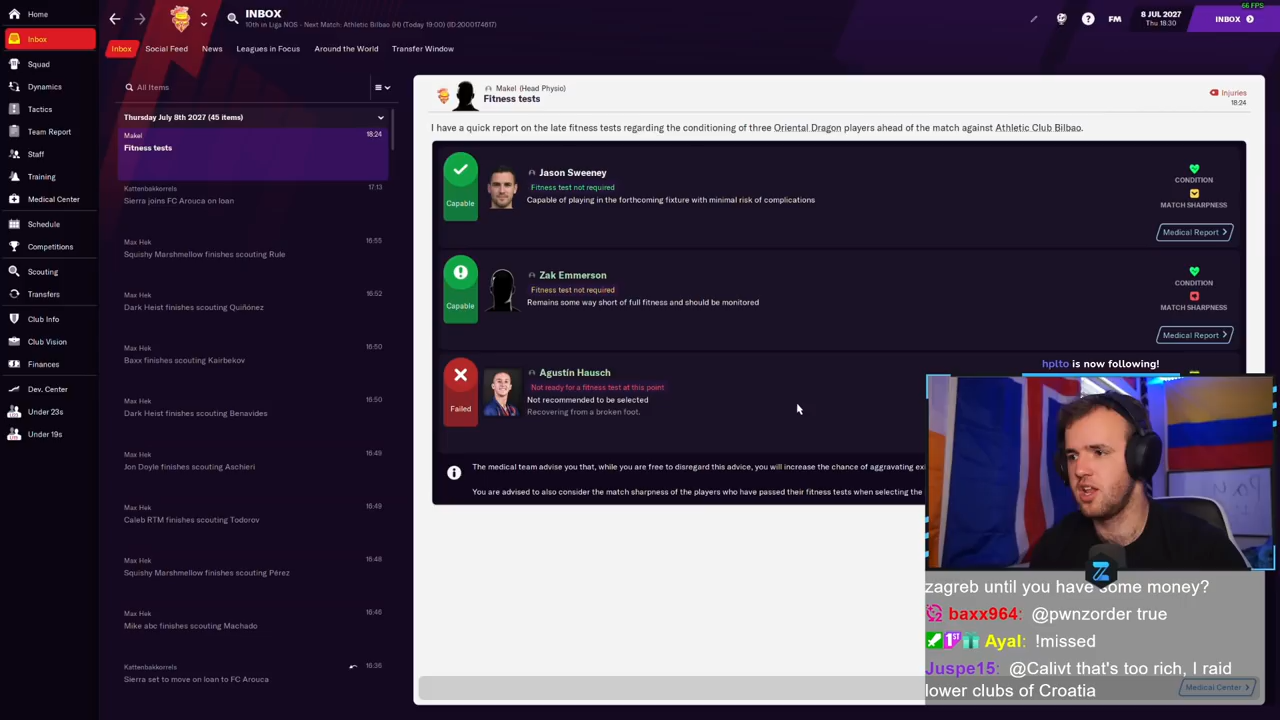 66 FPS
INBOX
10th in Liga NOS - Next Match: Athletic Bilbao (H) (Today 19:00) (ID:2000174617)
FM
8 JUL 2027
Thu 18:30
INBOX
Home
Inbox
Squad
Dynamics
Tactics
Team Report
Staff
Training
Medical Center
Schedule
Competitions
Scouting
Transfers
Club Info
Club Vision
Finances
Dev. Center
Under 23s
Under 19s
Inbox
Social Feed
News
Leagues in Focus
Around the World
Transfer Window
All Items
Thursday July 8th 2027 (45 items)
Makel 18:24
Fitness tests
Kattenbakkorrels 17:13
Sierra joins FC Arouca on loan
Max Hek 16:55
Squishy Marshmellow finishes scouting Rule
Max Hek 16:52
Dark Heist finishes scouting Quiñónez
Max Hek 16:50
Baxx finishes scouting Kairbekov
Max Hek 16:50
Dark Heist finishes scouting Benavides
Max Hek 16:49
Jon Doyle finishes scouting Aschieri
Max Hek 16:49
Caleb RTM finishes scouting Todorov
Max Hek 16:48
Squishy Marshmellow finishes scouting Pérez
Max Hek 16:46
Mike abc finishes scouting Machado
Kattenbakkorrels 16:36
Sierra set to move on loan to FC Arouca
Makel (Head Physio)
Fitness tests
Injuries
18:24
I have a quick report on the late fitness tests regarding the conditioning of three Oriental Dragon players ahead of the match against Athletic Club Bilbao.
Capable
Jason Sweeney
Fitness test not required
Capable of playing in the forthcoming fixture with minimal risk of complications
CONDITION
MATCH SHARPNESS
Medical Report
Capable
Zak Emmerson
Fitness test not required
Remains some way short of full fitness and should be monitored
CONDITION
MATCH SHARPNESS
Medical Report
Failed
Agustín Hausch
Not ready for a fitness test at this point
Not recommended to be selected
Recovering from a broken foot.
The medical team advise you that, while you are free to disregard this advice, you will increase the chance of aggravating
You are advised to also consider the match sharpness of the players who have passed their fitness tests when selecting the
hplto is now following!
zagreb until you have some money?
baxx964: @pwnzorder true
1ST Ayal: !missed
Juspe15: @Calivt that's too rich, I raid
lower clubs of Croatia
Medical Center